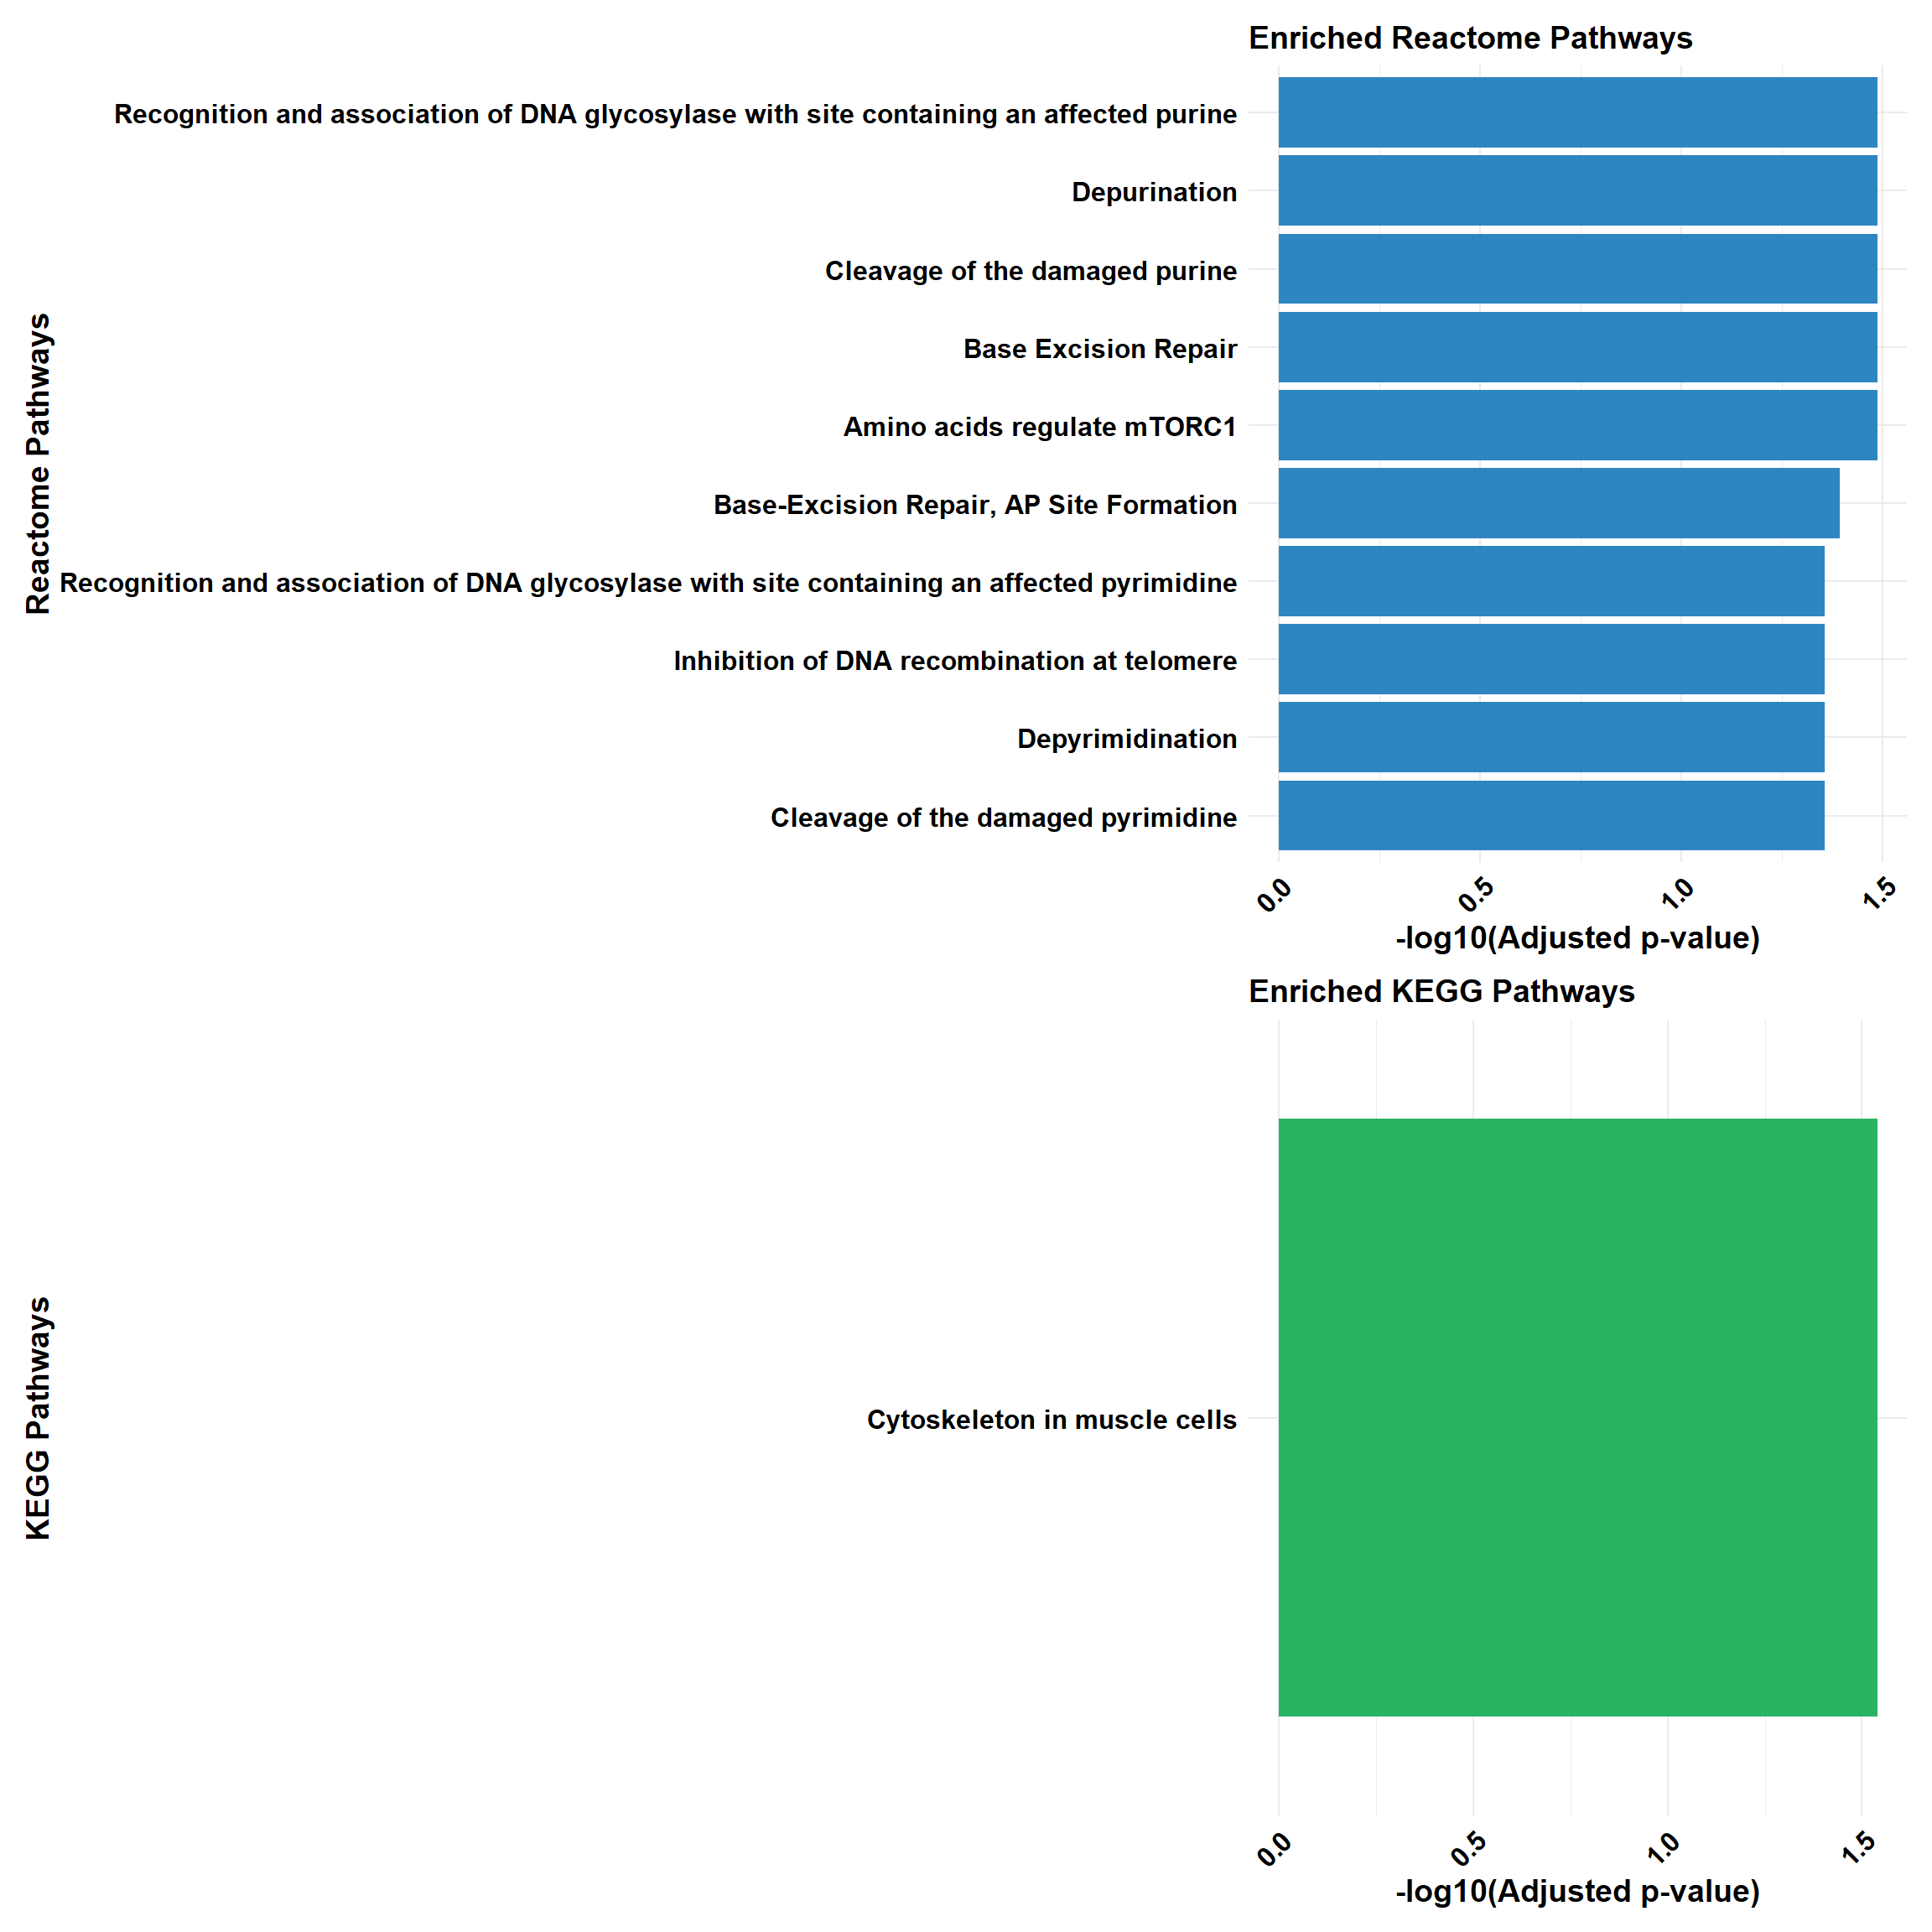 Enriched Reactome Pathways
Reactome Pathways
Recognition and association of DNA glycosylase with site containing an affected purine
Depurination
Cleavage of the damaged purine
Base Excision Repair
Amino acids regulate mTORC1
Base-Excision Repair, AP Site Formation
Recognition and association of DNA glycosylase with site containing an affected pyrimidine
Inhibition of DNA recombination at telomere
Depyrimidination
Cleavage of the damaged pyrimidine
0.0 0.5 1.0 1.5
-log10(Adjusted p-value)
Enriched KEGG Pathways
KEGG Pathways
Cytoskeleton in muscle cells
0.0 0.5 1.0 1.5
-log10(Adjusted p-value)